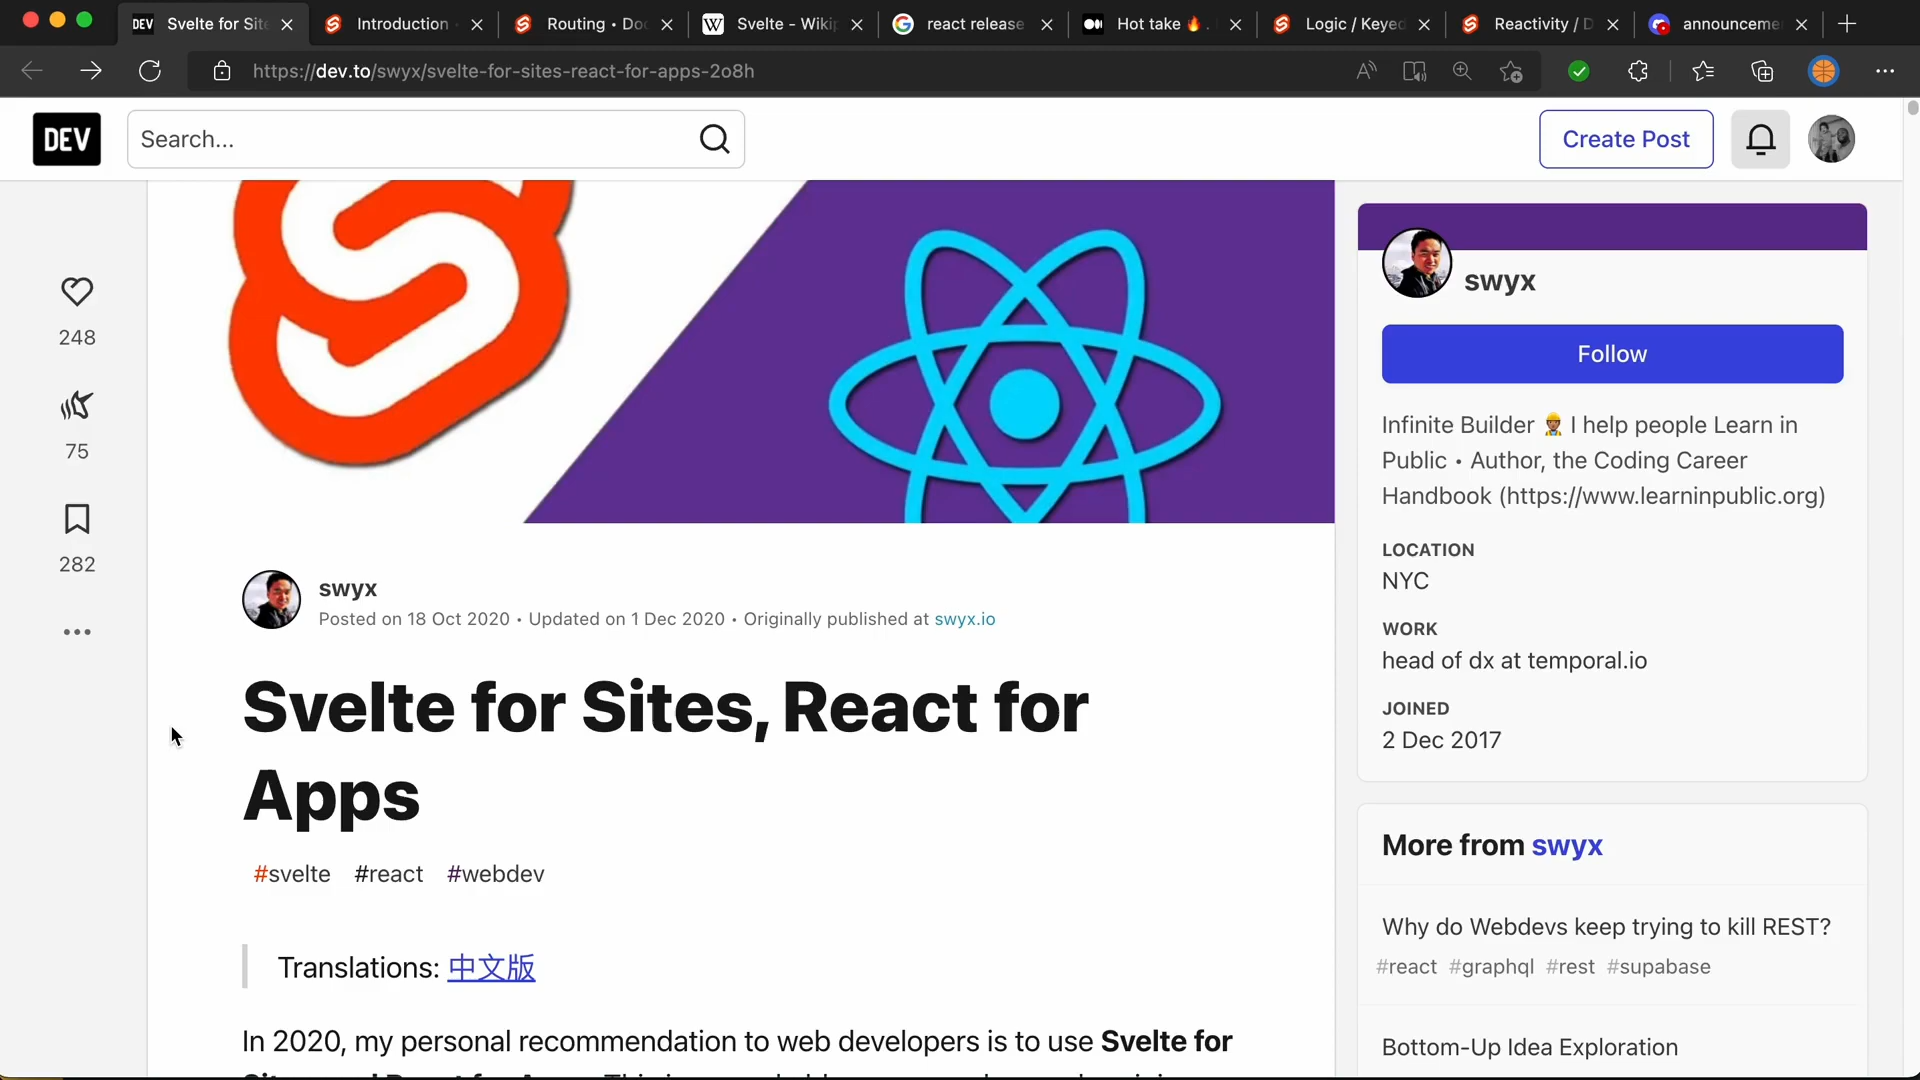 DEV Svelte for Site
Introduction
Routing • Doc
W Svelte - Wikip
react release
Hot take 🔥.
Logic / Keyed
Reactivity / D
announceme
https://dev.to/swyx/svelte-for-sites-react-for-apps-2o8h
DEV
Search...
Create Post
248
75
282
swyx
Posted on 18 Oct 2020 • Updated on 1 Dec 2020 • Originally published at swyx.io
Svelte for Sites, React for
Apps
#svelte #react #webdev
Translations: 中文版
In 2020, my personal recommendation to web developers is to use Svelte for
swyx
Follow
Infinite Builder 👷🏽 I help people Learn in
Public • Author, the Coding Career
Handbook (https://www.learninpublic.org)
LOCATION
NYC
WORK
head of dx at temporal.io
JOINED
2 Dec 2017
More from swyx
Why do Webdevs keep trying to kill REST?
#react #graphql #rest #supabase
Bottom-Up Idea Exploration